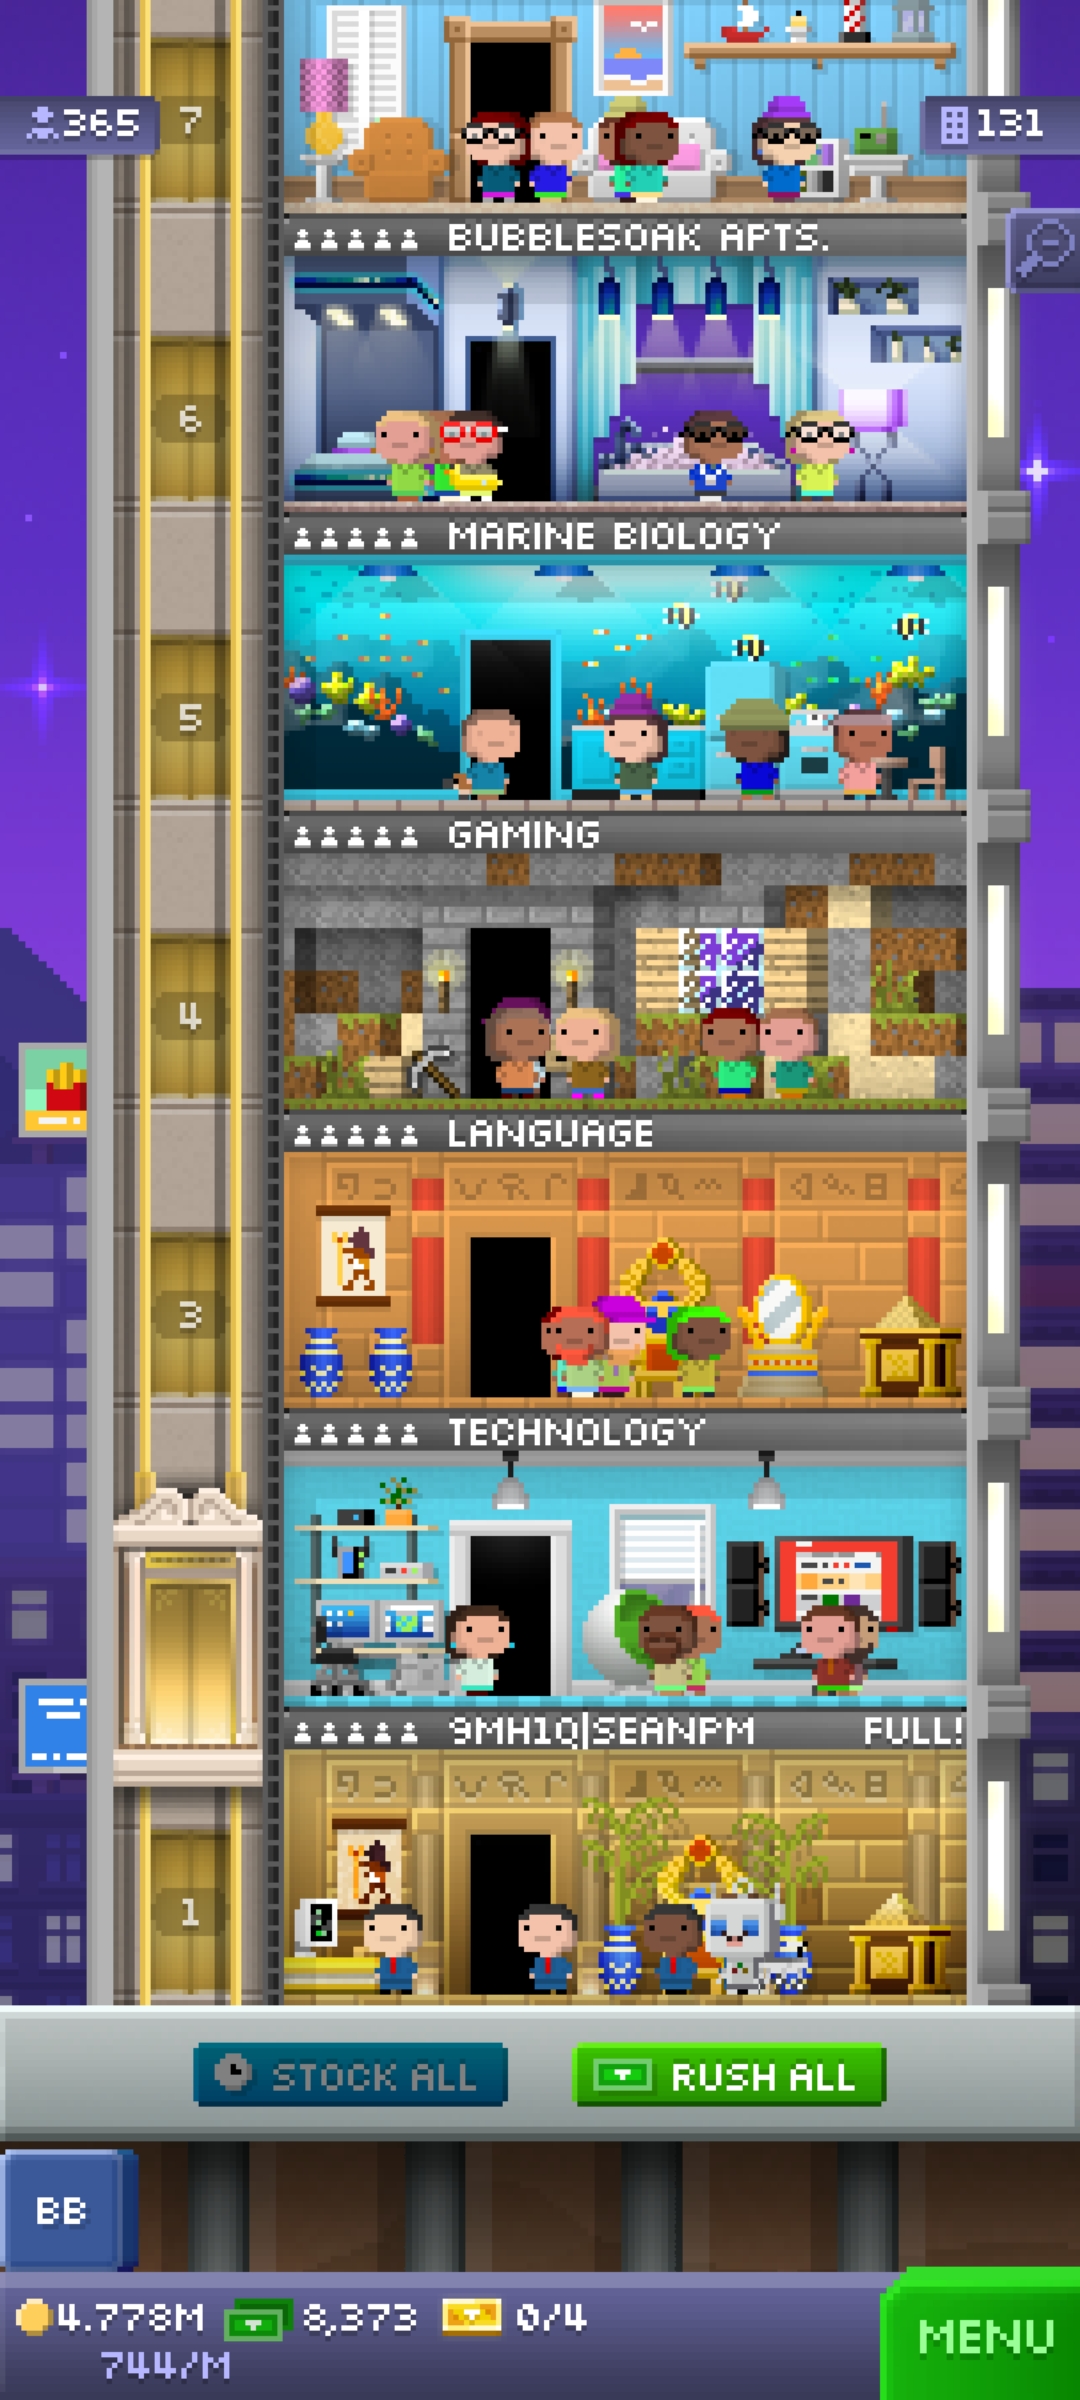 365
7
131
BUBBLESOAK APTS.
6
MARINE BIOLOGY
5
GAMING
4
LANGUAGE
3
TECHNOLOGY
9MH1Q|SEANPM FULL!
1
STOCK ALL
RUSH ALL
BB
4.778M 8,373 0/4
744/M
MENU